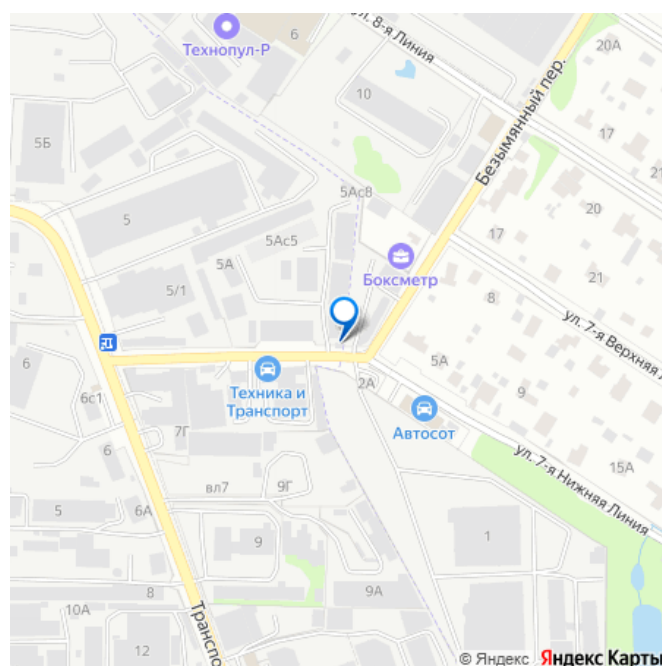 6
Технопул-Р
ул. 8-я Линия
20А
10
Безымянный пер.
17
21
5Б
5
5Ас8
20
5Ас5
17
5А
Боксметр
21
5/1
8
ул. 7-я Верхняя Л
6
Техника и
Транспорт
2А
5А
9
6с1
Автосот
7Г
6
ул. 7-я Нижняя Линия
15А
9Г
вл7
5
6А
1
9
8
9А
10А
Транспо
12
© Яндекс Яндекс Карты